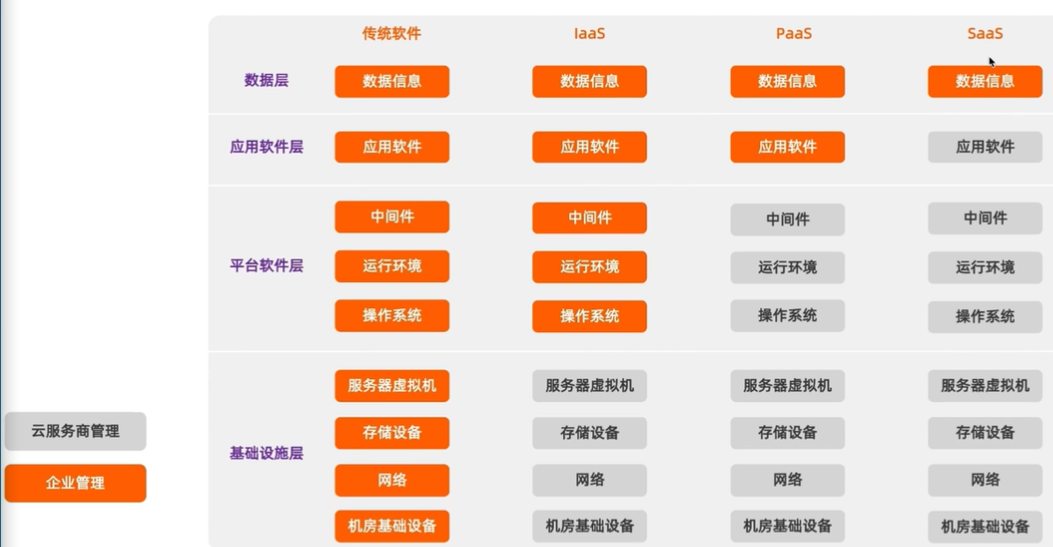 传统软件 IaaS PaaS SaaS
数据层 数据信息 数据信息 数据信息 数据信息
应用软件层 应用软件 应用软件 应用软件 应用软件
中间件 中间件 中间件 中间件
平台软件层 运行环境 运行环境 运行环境 运行环境
操作系统 操作系统 操作系统 操作系统
服务器虚拟机 服务器虚拟机 服务器虚拟机 服务器虚拟机
云服务商管理 存储设备 存储设备 存储设备 存储设备
基础设施层
企业管理 网络 网络 网络 网络
机房基础设备 机房基础设备 机房基础设备 机房基础设备